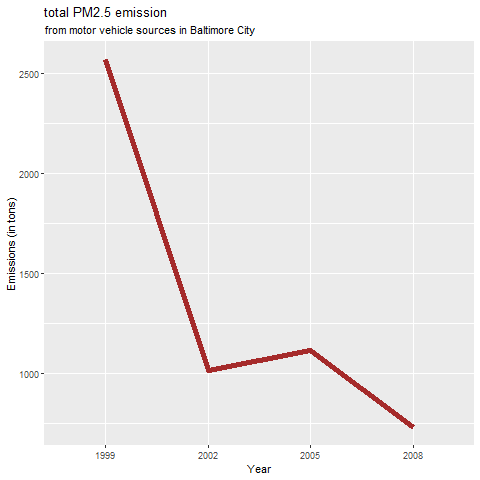 total PM2.5 emission
from motor vehicle sources in Baltimore City
Emissions (in tons)
2500
2000
1500
1000
1999 2002 2005 2008
Year